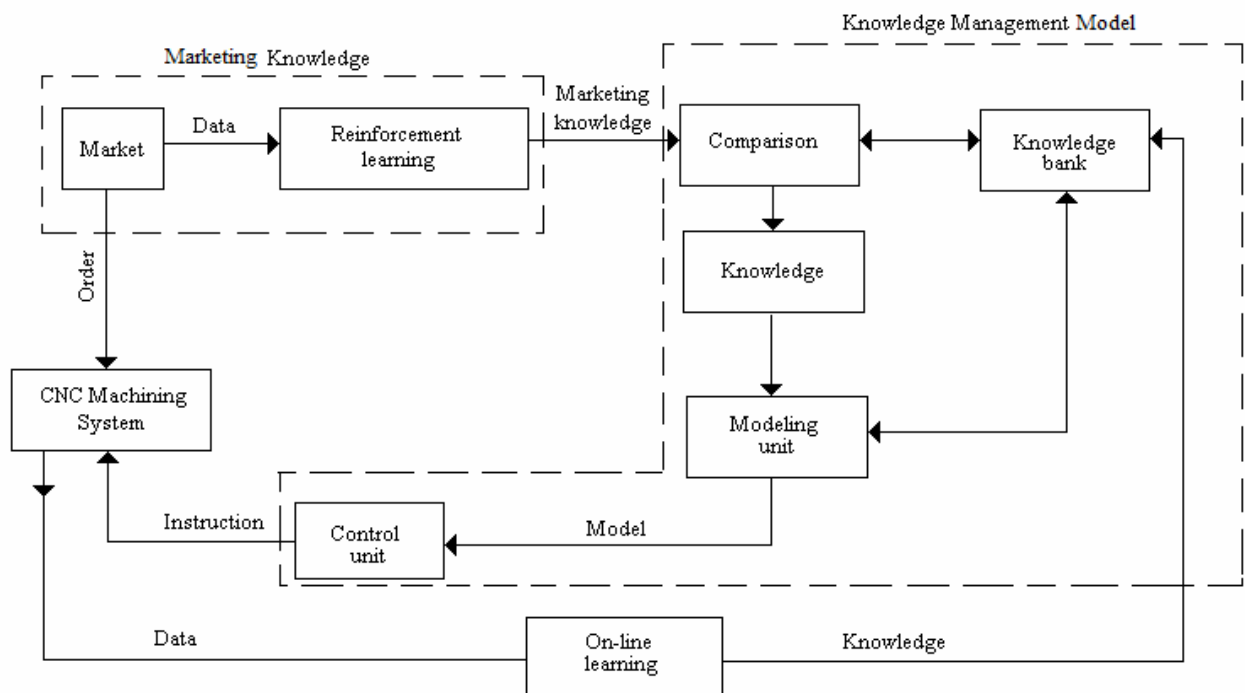 Knowledge Management Model
Marketing Knowledge
Marketing
knowledge
Market
Data
Reinforcement
learning
Comparison
Knowledge
bank
Order
Knowledge
CNC Machining
System
Modeling
unit
Instruction
Control
unit
Model
Data
On-line
learning
Knowledge